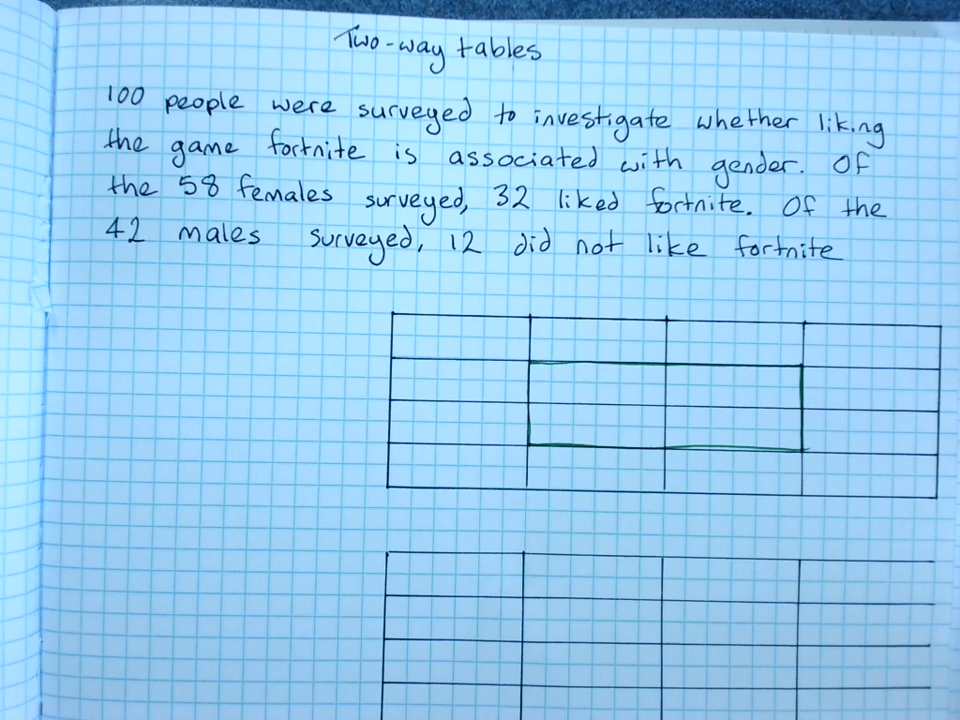 Two-way tables
100 people were surveyed to investigate whether liking
the game fortnite is associated with gender. Of
the 58 females surveyed, 32 liked fortnite. Of the
42 males surveyed, 12 did not like fortnite